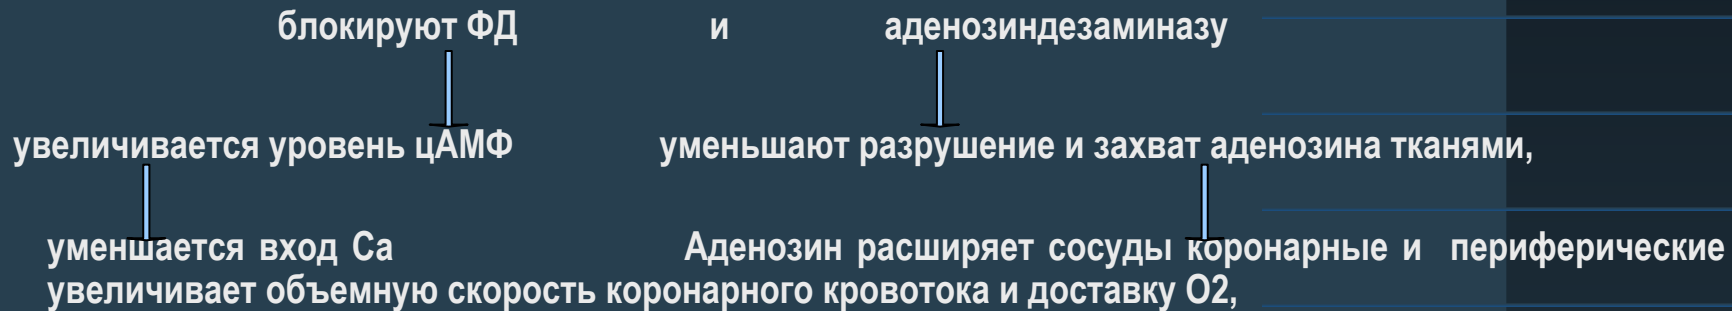 блокируют ФД и аденозиндезаминазу
увеличивается уровень цАМФ уменьшают разрушение и захват аденозина тканями,
уменшается вход Са Аденозин расширяет сосуды коронарные и периферические
увеличивает объемную скорость коронарного кровотока и доставку О2,